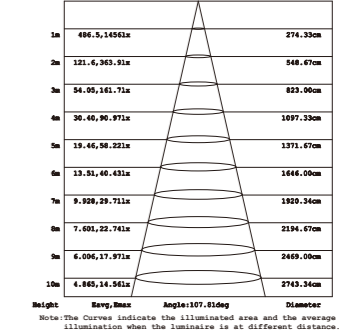 1m 486.5,1456lx 274.33cm
2m 121.6,363.9lx 548.67cm
3m 54.05,161.7lx 823.00cm
4m 30.40,90.97lx 1097.33cm
5m 19.46,58.22lx 1371.67cm
6m 13.51,40.43lx 1646.00cm
7m 9.928,29.71lx 1920.34cm
8m 7.601,22.74lx 2194.67cm
9m 6.006,17.97lx 2469.00cm
10m 4.865,14.56lx 2743.34cm
Height Eavg,Emax Angle:107.81deg Diameter
Note:The Curves indicate the illuminated area and the average
illumination when the luminaire is at different distance.